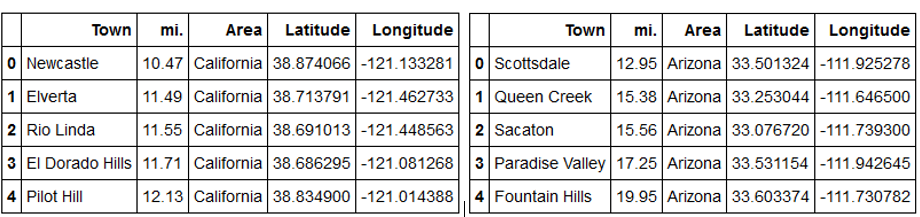 Town mi. Area Latitude Longitude
0 Newcastle 10.47 California 38.874066 -121.133281
1 Elverta 11.49 California 38.713791 -121.462733
2 Rio Linda 11.55 California 38.691013 -121.448563
3 El Dorado Hills 11.71 California 38.686295 -121.081268
4 Pilot Hill 12.13 California 38.834900 -121.014388
Town mi. Area Latitude Longitude
0 Scottsdale 12.95 Arizona 33.501324 -111.925278
1 Queen Creek 15.38 Arizona 33.253044 -111.646500
2 Sacaton 15.56 Arizona 33.076720 -111.739300
3 Paradise Valley 17.25 Arizona 33.531154 -111.942645
4 Fountain Hills 19.95 Arizona 33.603374 -111.730782